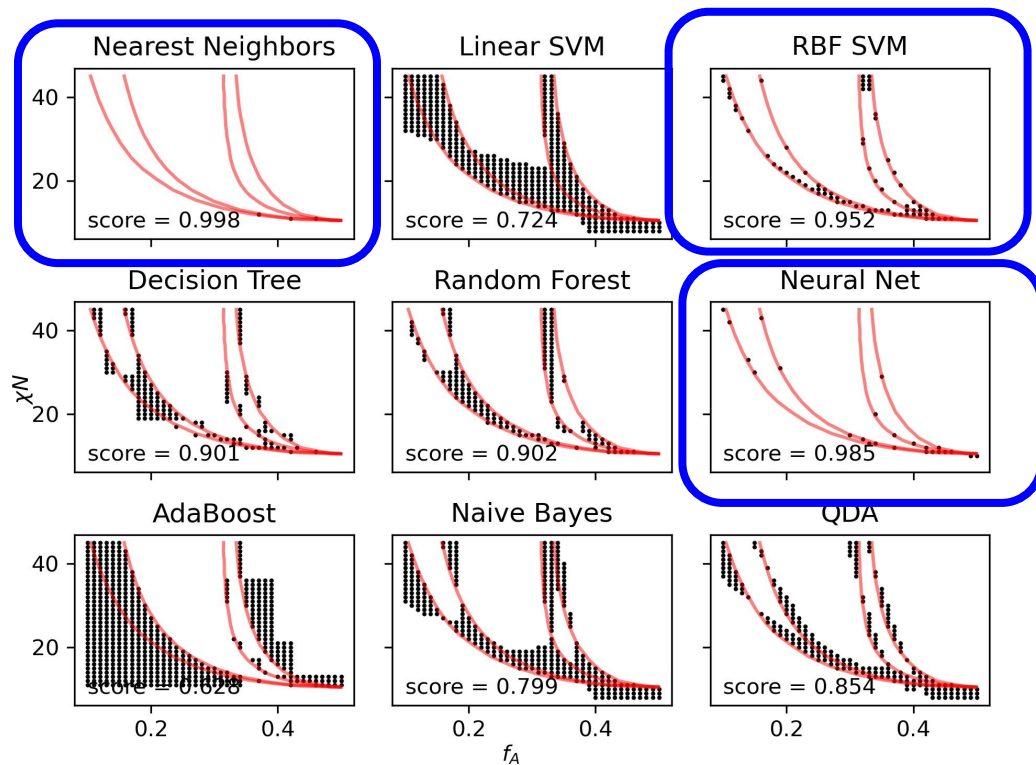 Nearest Neighbors
Linear SVM
RBF SVM
40
20
score = 0.998
score = 0.724
score = 0.952
Decision Tree
Random Forest
Neural Net
40
20
χN
score = 0.901
score = 0.902
score = 0.985
AdaBoost
Naive Bayes
QDA
40
20
score = 0.628
score = 0.799
score = 0.854
0.2
0.4
0.2
0.4
0.2
0.4
f_A